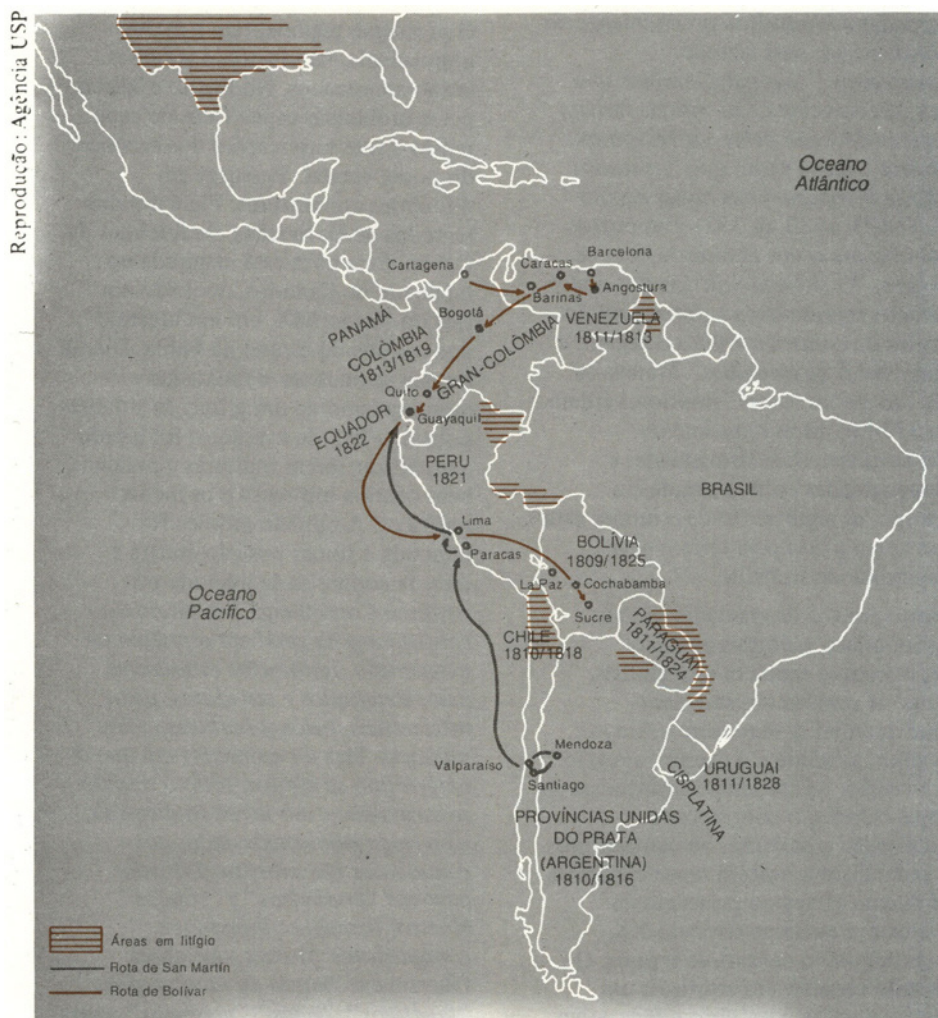 Reprodução: Agência USP
Oceano
Atlântico
Cartagena
Caracas
Barcelona
Barinas
Angostura
PANAMÁ
Bogotá
VENEZUELA
1811/1813
COLÔMBIA
1813/1819
GRAN-COLÔMBIA
Quito
Guayaquil
EQUADOR
1822
PERU
1821
BRASIL
Lima
Paracas
BOLÍVIA
1809/1825
La Paz
Cochabamba
Sucre
Oceano
Pacífico
CHILE
1810/1818
PARAGUAI
1811/1824
Mendoza
Valparaíso
Santiago
URUGUAI
1811/1828
CISPLATINA
PROVÍNCIAS UNIDAS
DO PRATA
(ARGENTINA)
1810/1816
Áreas em litígio
Rota de San Martín
Rota de Bolívar